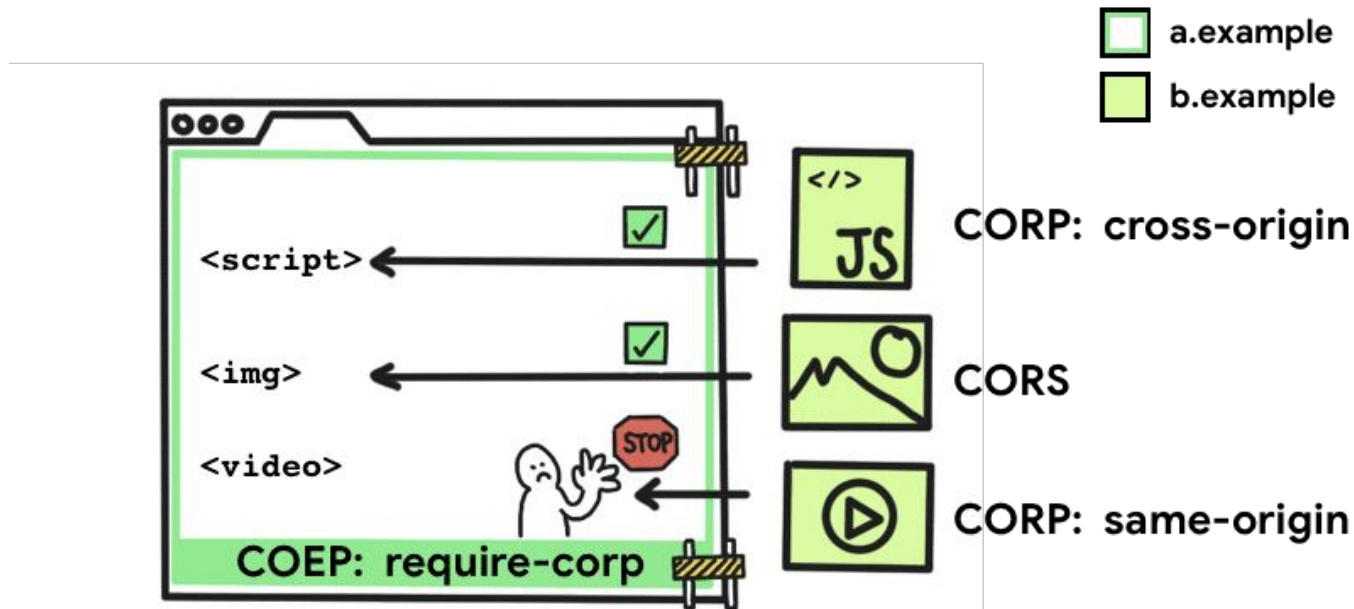 a.example
b.example
</>
JS
CORP: cross-origin
<script>
<img>
CORS
STOP
<video>
CORP: same-origin
COEP: require-corp